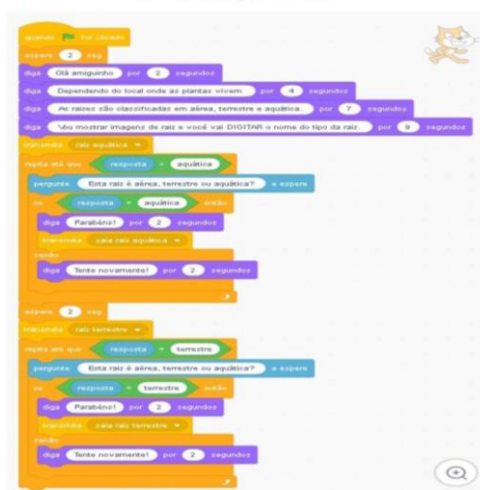 quando foi clicado
espere 2 seg
diga Olá amiguinho por 2 segundos
diga Dependendo do local onde as plantas vivem por 4 segundos
diga As raizes são classificadas em aérea, terrestre e aquática. por 7 segundos
diga Vou mostrar imagens de raiz e você vai DIGITAR o nome do tipo da raiz. por 9 segundos
transmita raiz aquática
repita até que resposta = aquática
pergunte Esta raiz é aérea, terrestre ou aquática? e espere
se resposta = aquática então
diga Parabéns! por 2 segundos
transmita saia raiz aquática
senão
diga Tente novamente! por 2 segundos
espere 2 seg
transmita raiz terrestre
repita até que resposta = terrestre
pergunte Esta raiz é aérea, terrestre ou aquática? e espere
se resposta = terrestre então
diga Parabéns! por 2 segundos
transmita saia raiz terrestre
senão
diga Tente novamente! por 2 segundos